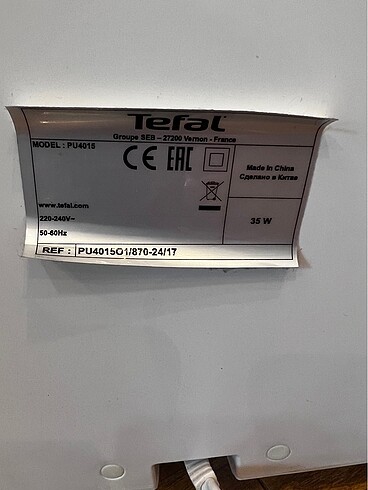 Tefal
Groupe SEB – 27200 Vernon - France
MODEL : PU4015
CE EAC
Made In China
Сделано в Китае
www.tefal.com
220-240V~
50-60Hz
35 W
REF : PU4015O1/870-24/17